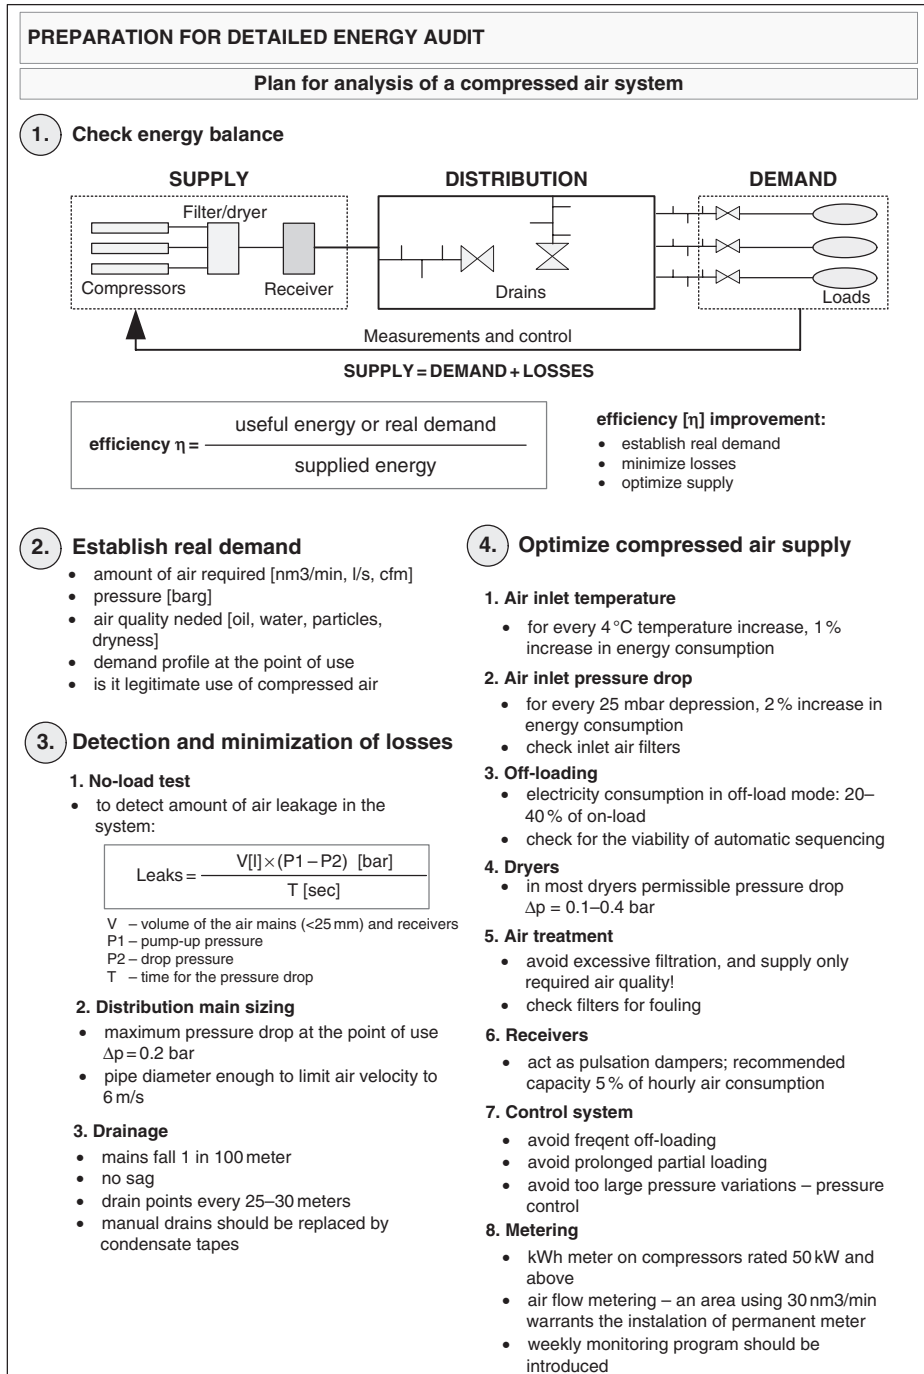 PREPARATION FOR DETAILED ENERGY AUDIT
Plan for analysis of a compressed air system
1. Check energy balance
SUPPLY
DISTRIBUTION
DEMAND
Filter/dryer
Compressors
Receiver
Drains
Loads
Measurements and control
SUPPLY = DEMAND + LOSSES
efficiency η = useful energy or real demand
supplied energy
efficiency [η] improvement:
• establish real demand
• minimize losses
• optimize supply
2. Establish real demand
• amount of air required [nm3/min, l/s, cfm]
• pressure [barg]
• air quality neded [oil, water, particles,
dryness]
• demand profile at the point of use
• is it legitimate use of compressed air
3. Detection and minimization of losses
1. No-load test
• to detect amount of air leakage in the
system:
Leaks = V[l] × (P1 – P2) [bar]
T [sec]
V – volume of the air mains (<25 mm) and receivers
P1 – pump-up pressure
P2 – drop pressure
T – time for the pressure drop
2. Distribution main sizing
• maximum pressure drop at the point of use
Δp = 0.2 bar
• pipe diameter enough to limit air velocity to
6 m/s
3. Drainage
• mains fall 1 in 100 meter
• no sag
• drain points every 25–30 meters
• manual drains should be replaced by
condensate tapes
4. Optimize compressed air supply
1. Air inlet temperature
• for every 4 °C temperature increase, 1 %
increase in energy consumption
2. Air inlet pressure drop
• for every 25 mbar depression, 2 % increase in
energy consumption
• check inlet air filters
3. Off-loading
• electricity consumption in off-load mode: 20–
40 % of on-load
• check for the viability of automatic sequencing
4. Dryers
• in most dryers permissible pressure drop
Δp = 0.1–0.4 bar
5. Air treatment
• avoid excessive filtration, and supply only
required air quality!
• check filters for fouling
6. Receivers
• act as pulsation dampers; recommended
capacity 5 % of hourly air consumption
7. Control system
• avoid freqent off-loading
• avoid prolonged partial loading
• avoid too large pressure variations – pressure
control
8. Metering
• kWh meter on compressors rated 50 kW and
above
• air flow metering – an area using 30 nm3/min
warrants the instalation of permanent meter
• weekly monitoring program should be
introduced